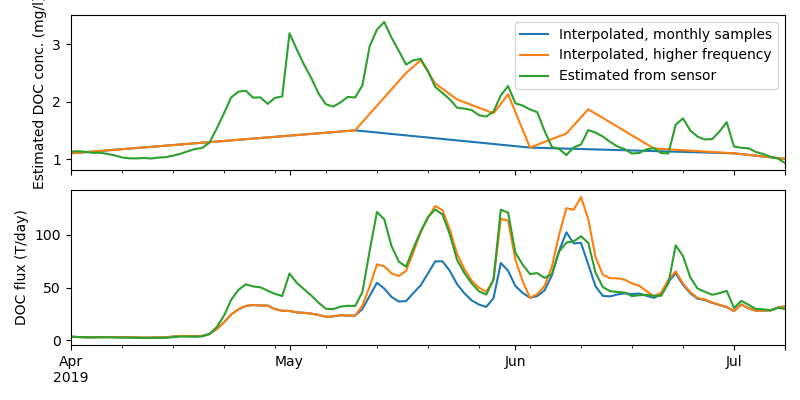 Estimated DOC conc. (mg/l)
3
2
1
Interpolated, monthly samples
Interpolated, higher frequency
Estimated from sensor
DOC flux (T/day)
100
50
0
Apr
2019
May
Jun
Jul